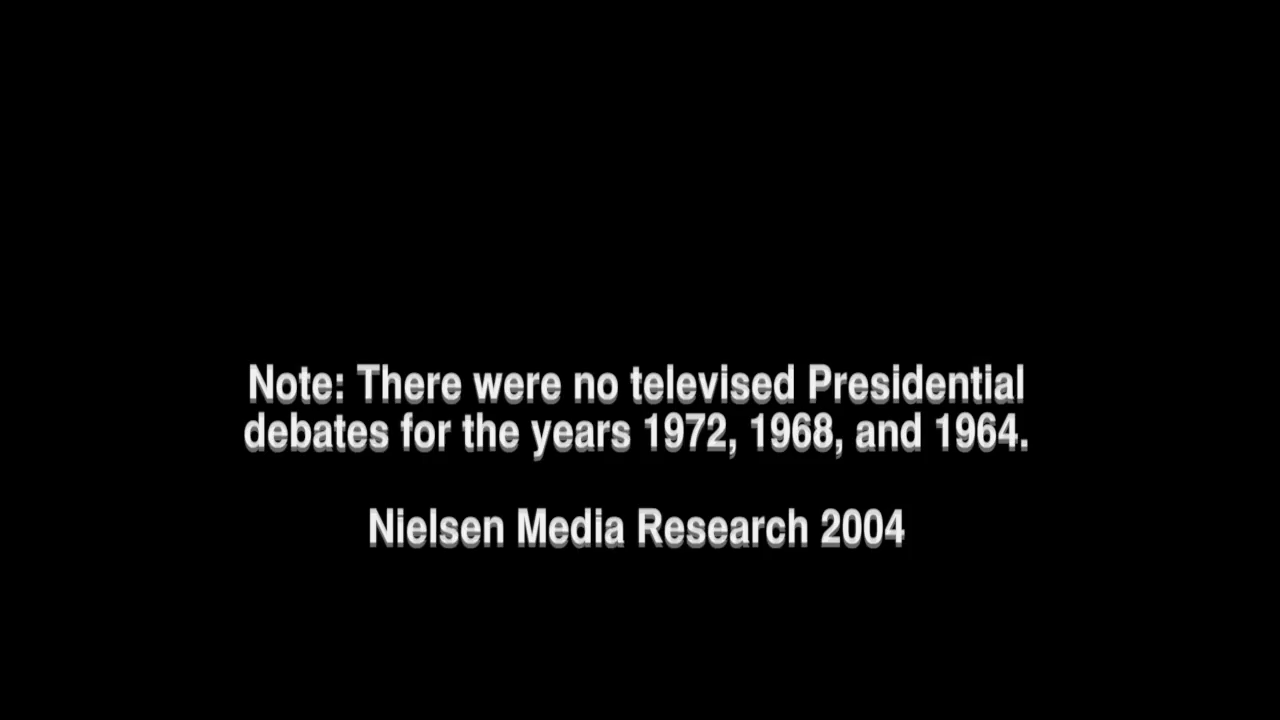 Note: There were no televised Presidential
debates for the years 1972, 1968, and 1964.
Nielsen Media Research 2004